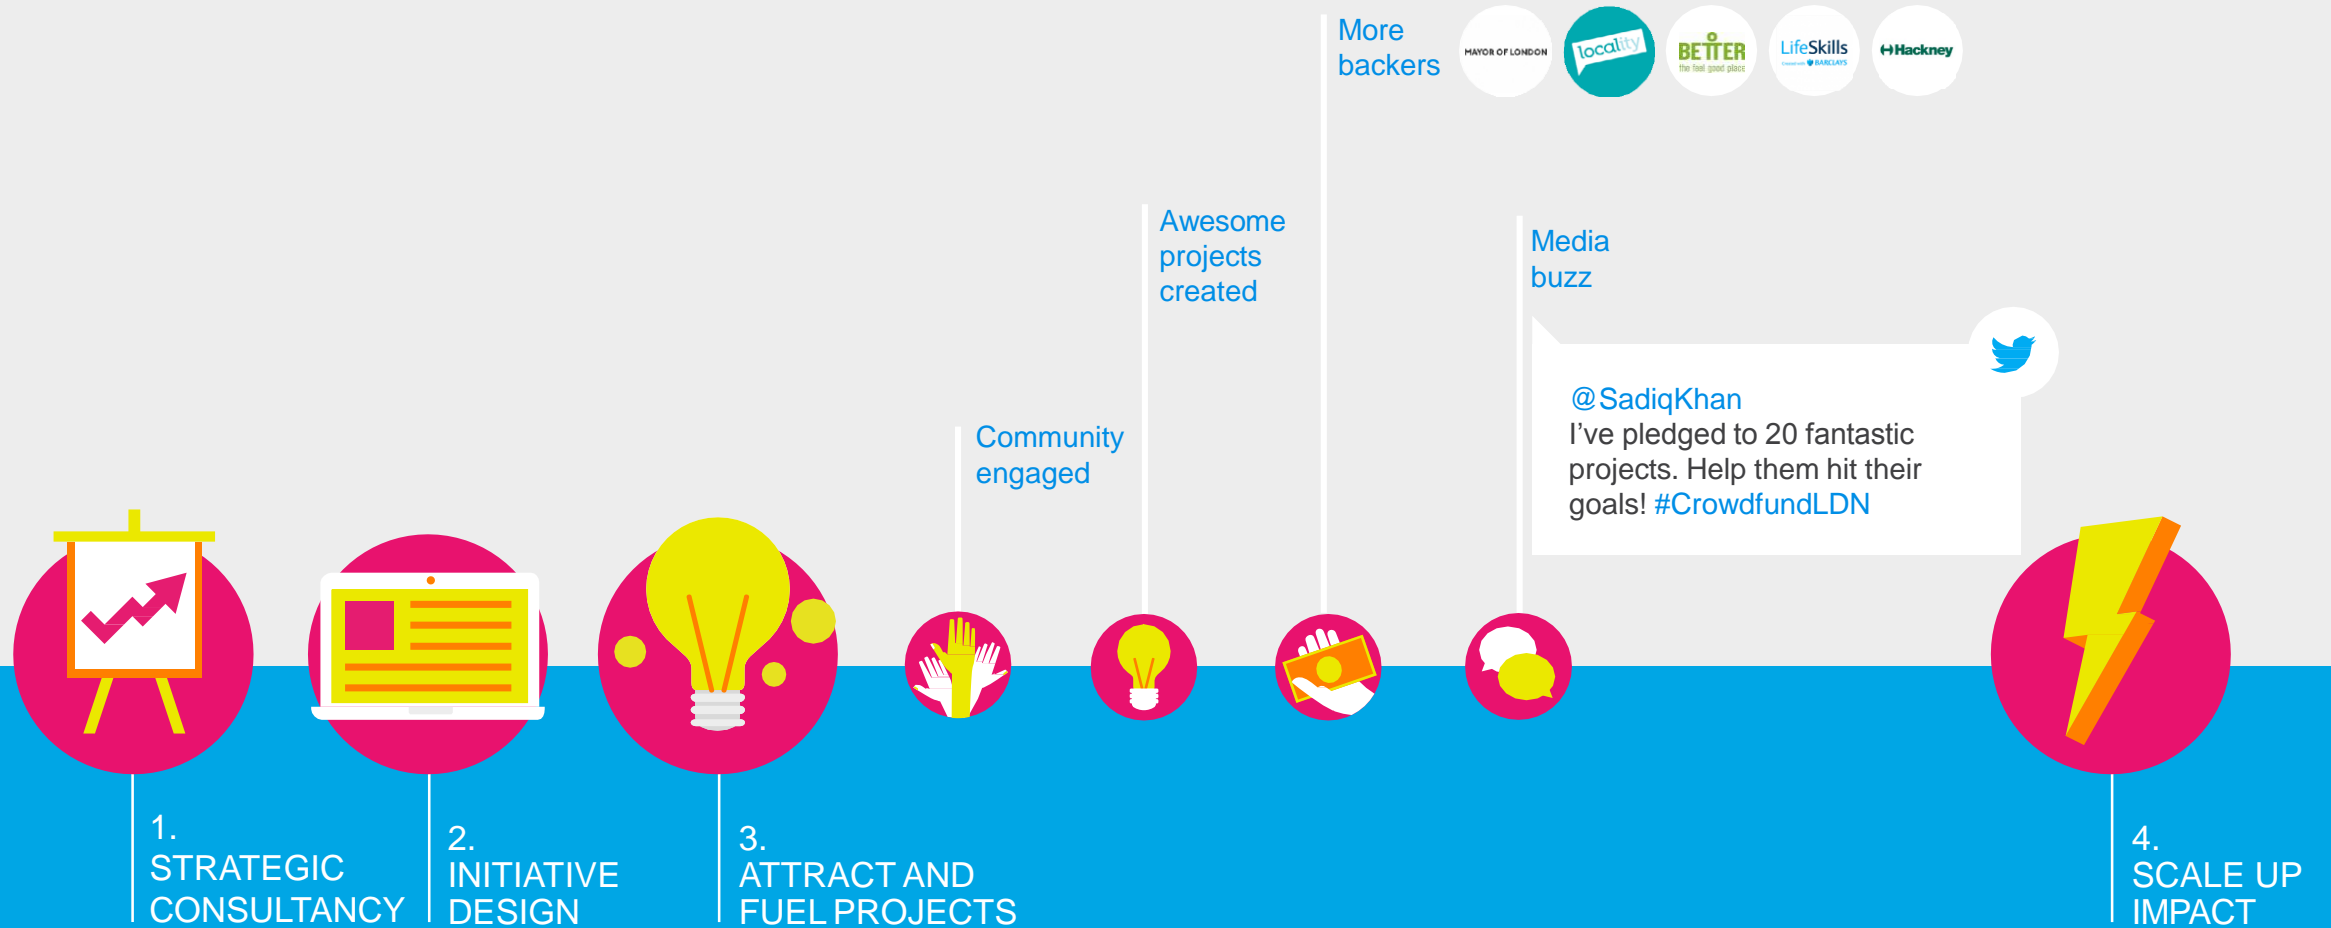 More
backers
MAYOR OF LONDON
locality
BETTER
the feel good place
LifeSkills
Created with BARCLAYS
Hackney
Awesome
projects
created
Media
buzz
@SadiqKhan
I've pledged to 20 fantastic
projects. Help them hit their
goals! #CrowdfundLDN
Community
engaged
1.
STRATEGIC
CONSULTANCY
2.
INITIATIVE
DESIGN
3.
ATTRACT AND
FUEL PROJECTS
4.
SCALE UP
IMPACT